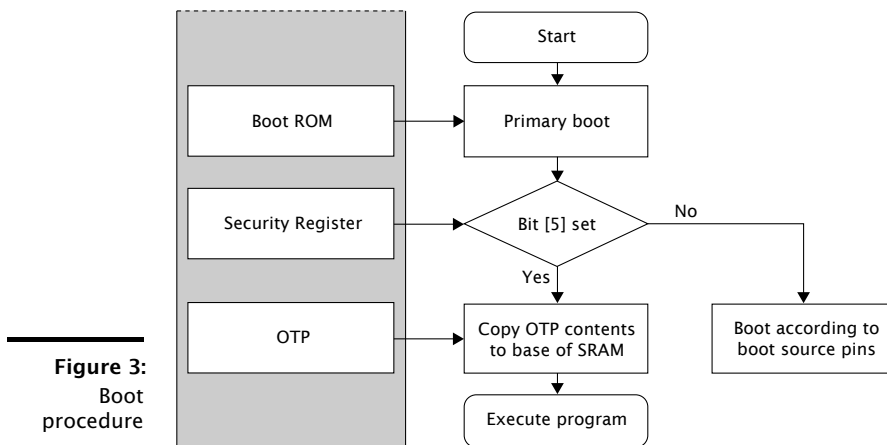 Start
Boot ROM
Primary boot
Security Register
Bit [5] set
No
Yes
OTP
Copy OTP contents
to base of SRAM
Boot according to
boot source pins
Execute program
Figure 3:
Boot
procedure